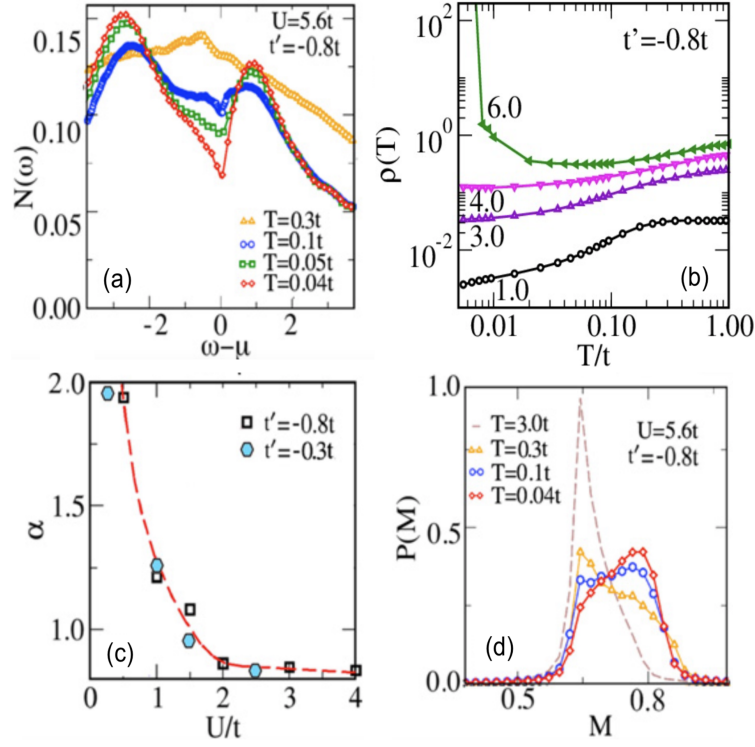 0.15
0.10
0.05
0.00
N(ω)
U=5.6t
t′=-0.8t
T=0.3t
T=0.1t
T=0.05t
T=0.04t
(a)
-2 0 2
ω-μ
10²
10⁰
10⁻²
ρ(T)
t'=-0.8t
6.0
4.0
3.0
1.0
(b)
0.01 0.10 1.00
T/t
2.0
1.5
1.0
α
t′=-0.8t
t′=-0.3t
(c)
0 1 2 3 4
U/t
1.0
0.5
0.0
P(M)
T=3.0t
T=0.3t
T=0.1t
T=0.04t
U=5.6t
t′=-0.8t
(d)
0.5 0.8
M